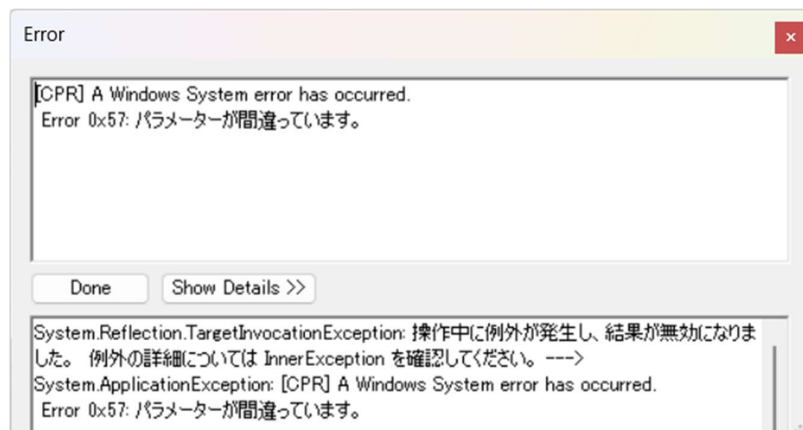 Error
[CPR] A Windows System error has occurred.
Error 0x57: パラメーターが間違っています。
Done
Show Details >>
System.Reflection.TargetInvocationException: 操作中に例外が発生し、結果が無効になりま
した。 例外の詳細については InnerException を確認してください。 --->
System.ApplicationException: [CPR] A Windows System error has occurred.
Error 0x57: パラメーターが間違っています。